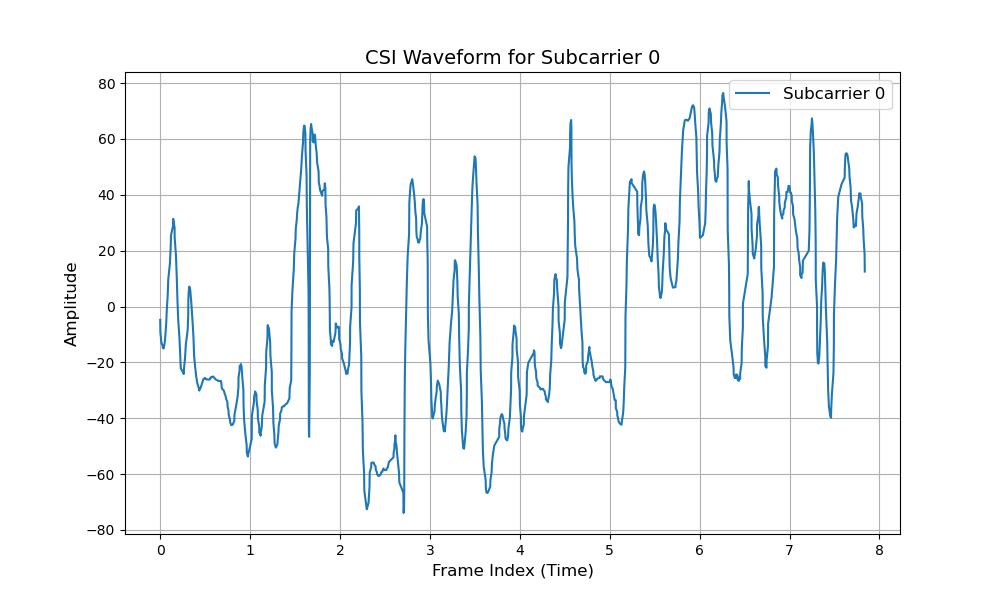 CSI Waveform for Subcarrier 0
Subcarrier 0
80
60
40
20
0
−20
−40
−60
−80
Amplitude
0 1 2 3 4 5 6 7 8
Frame Index (Time)